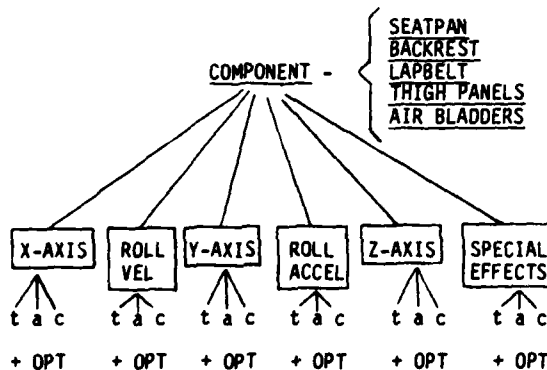 SEATPAN
BACKREST
COMPONENT - LAPBELT
THIGH PANELS
AIR BLADDERS
X-AXIS ROLL VEL Y-AXIS ROLL ACCEL Z-AXIS SPECIAL EFFECTS
t a c t a c t a c t a c t a c t a c
+ OPT + OPT + OPT + OPT + OPT + OPT